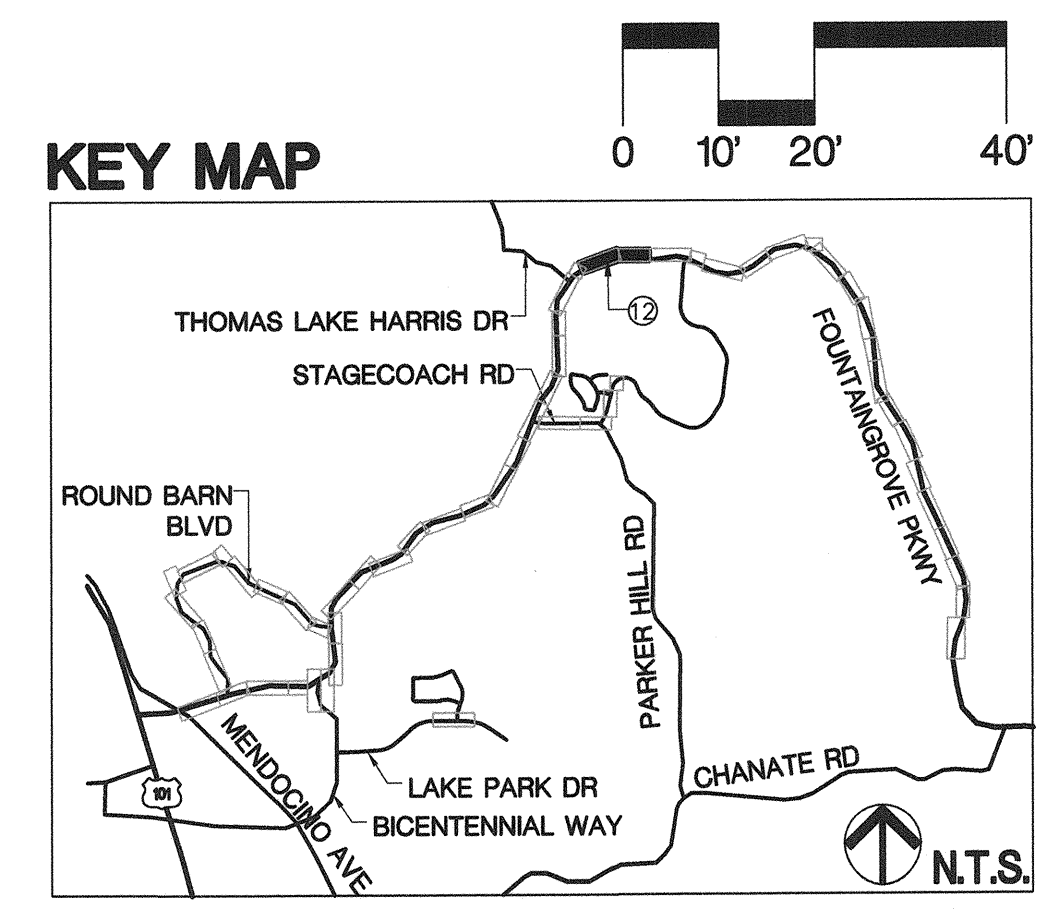 0 10' 20' 40'
KEY MAP
THOMAS LAKE HARRIS DR
12
STAGECOACH RD
FOUNTAINGROVE PKWY
ROUND BARN
BLVD
PARKER HILL RD
MENDOCINO AVE
LAKE PARK DR
CHANATE RD
101
BICENTENNIAL WAY
N.T.S.